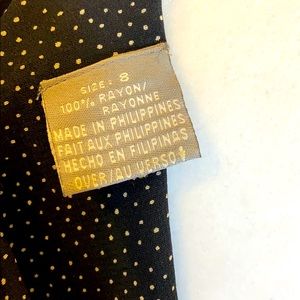 SIZE: 8
100% RAYON/
RAYONNE
MADE IN PHILIPPINES
FAIT AUX PHILIPPINES
HECHO EN FILIPINAS
OVER/AU VERSO